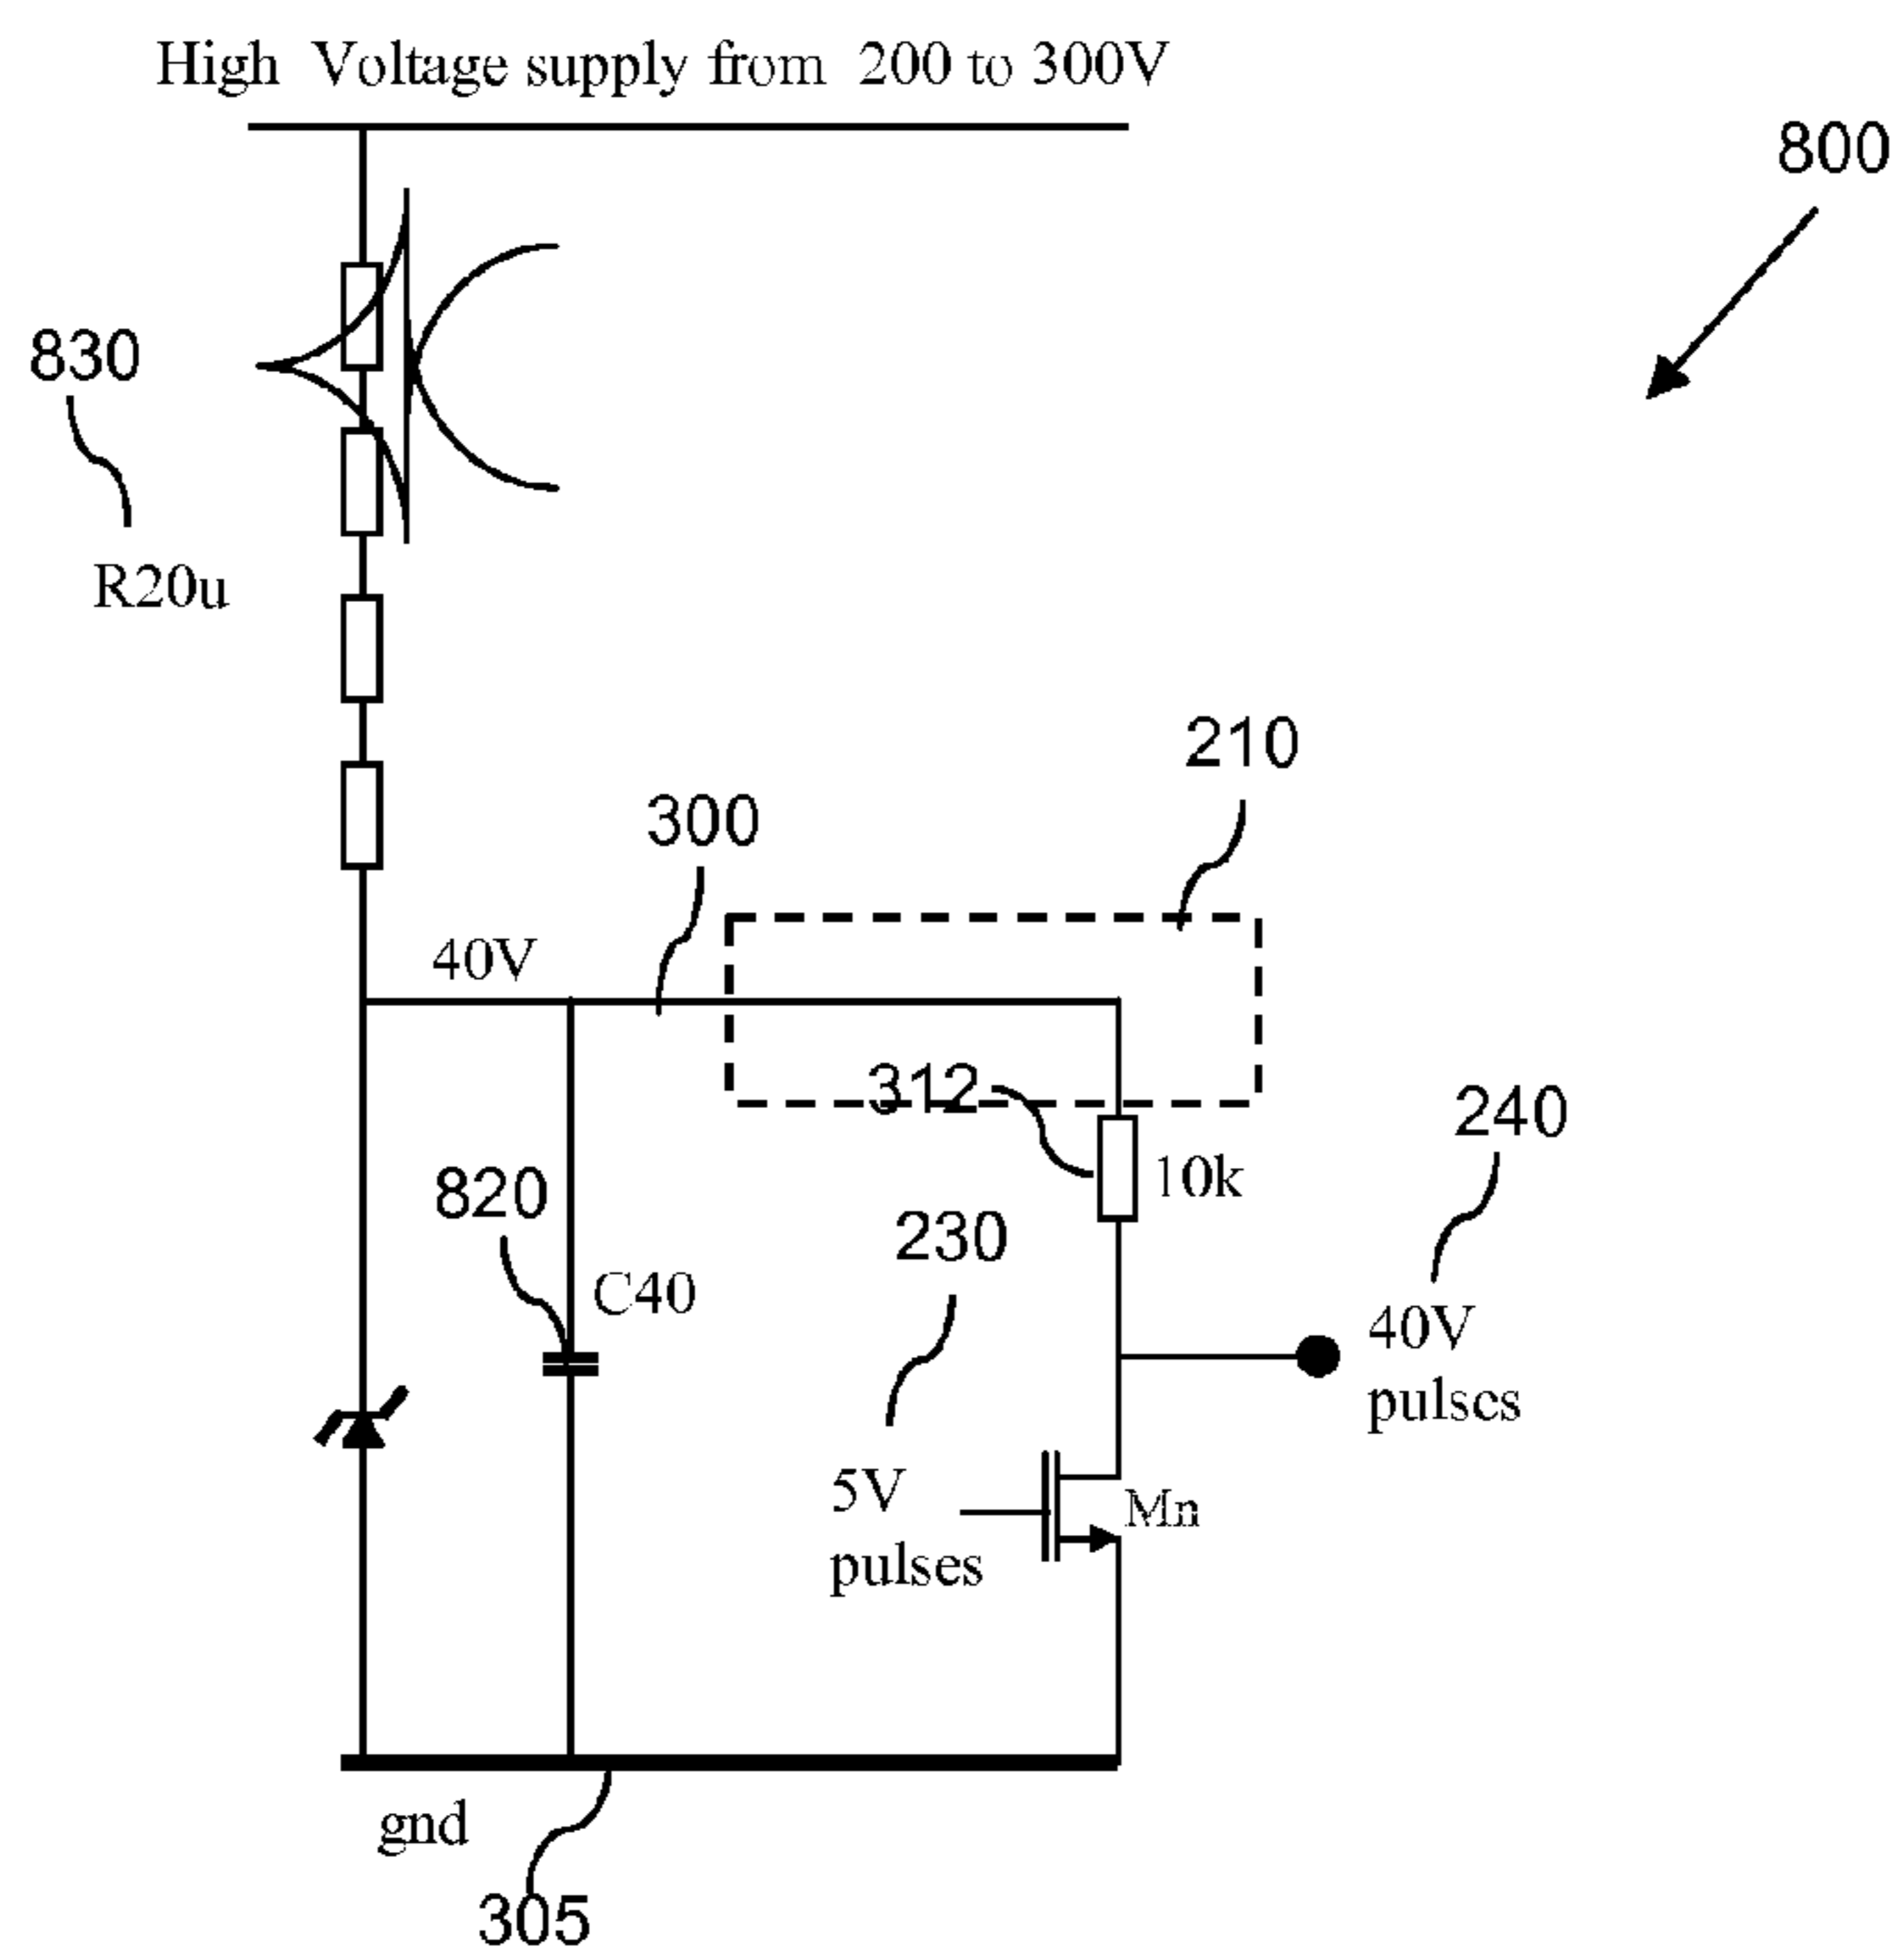 High Voltage supply from 200 to 300V
800
830
R20u
210
300
40V
312
10k
240
820
C40
230
40V
pulses
5V
pulses
Mn
gnd
305